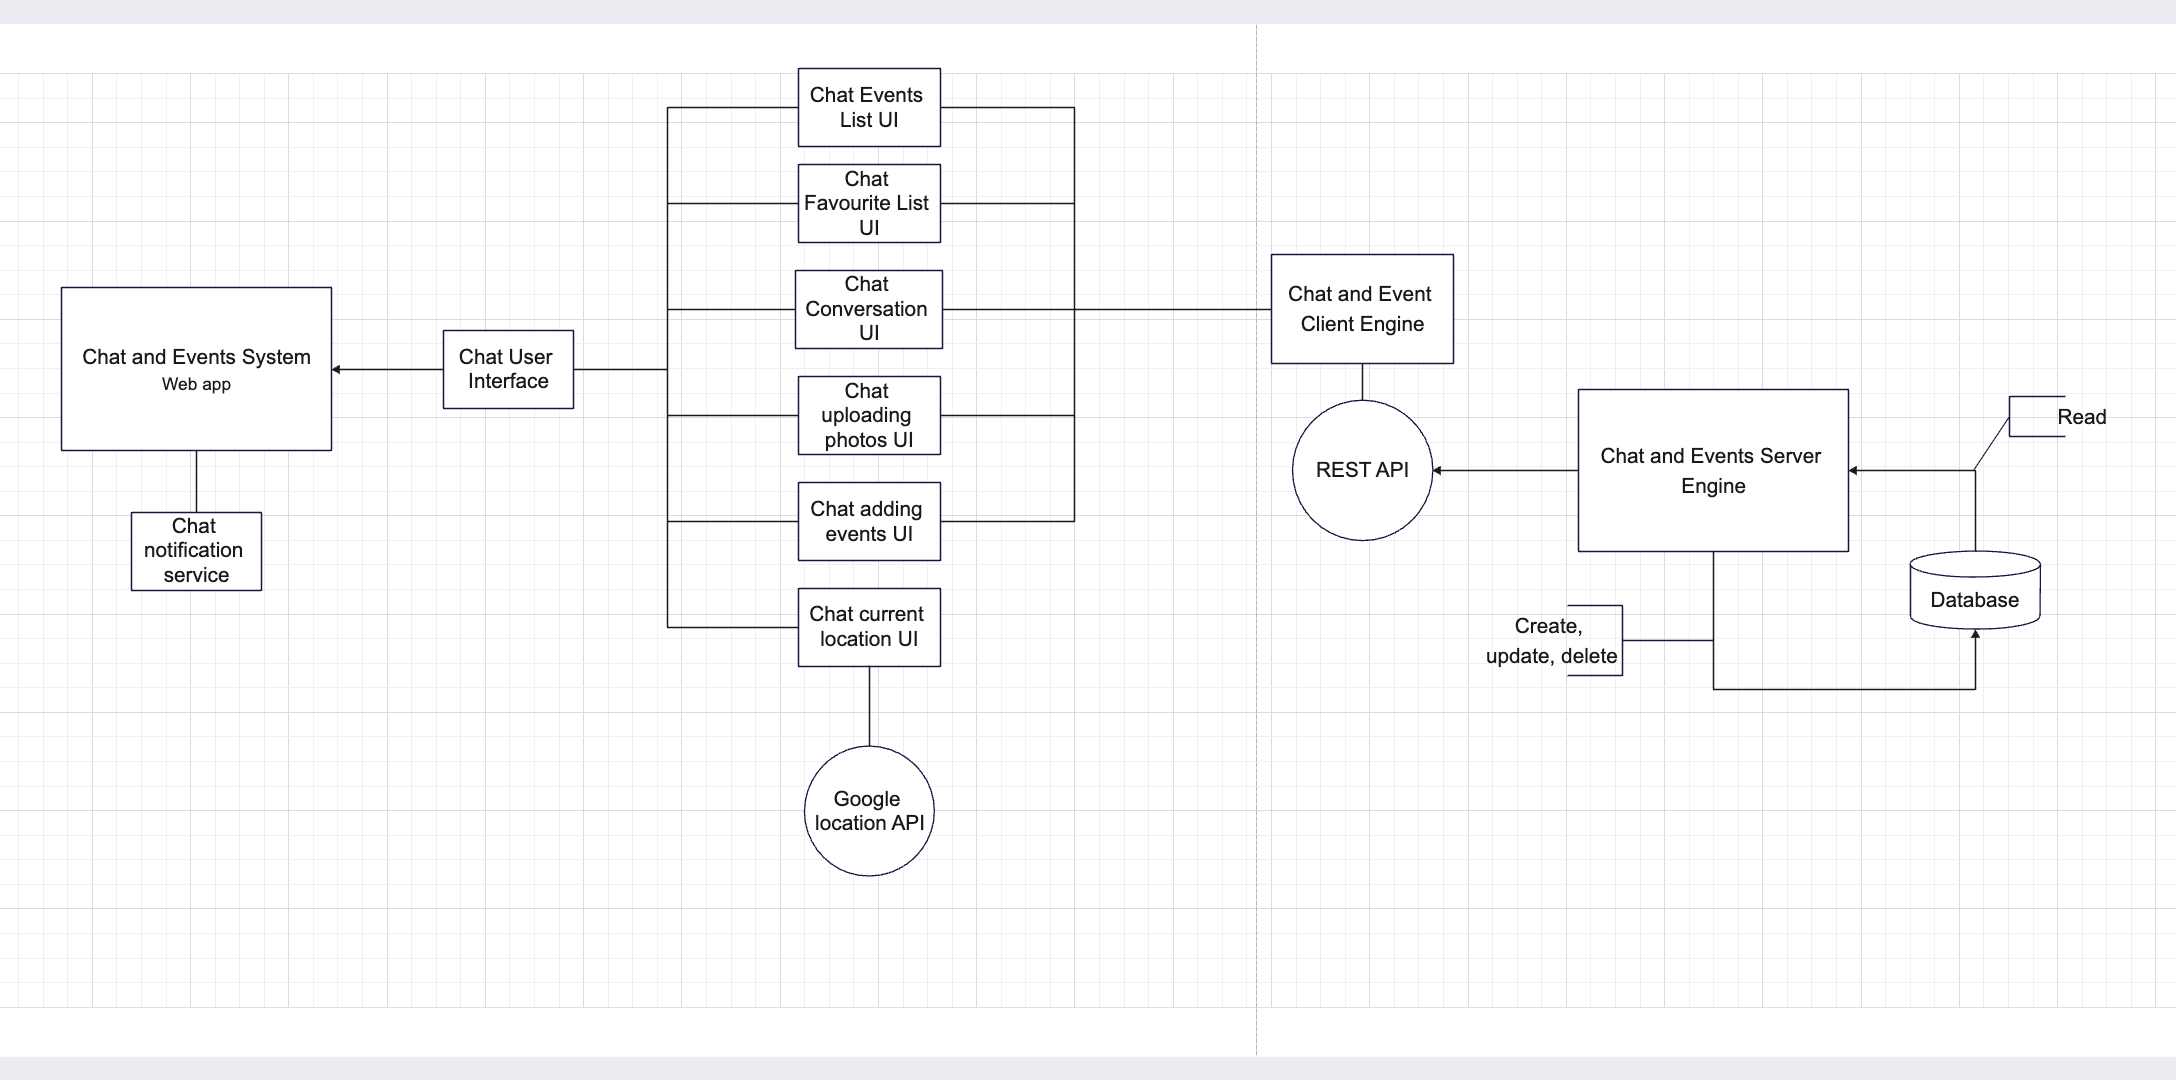 Chat Events
List UI
Chat
Favourite List
UI
Chat
Conversation
UI
Chat
uploading
photos UI
Chat adding
events UI
Chat current
location UI
Google
location API
Chat and Events System
Web app
Chat
notification
service
Chat User
Interface
Chat and Event
Client Engine
REST API
Chat and Events Server
Engine
Read
Database
Create,
update, delete